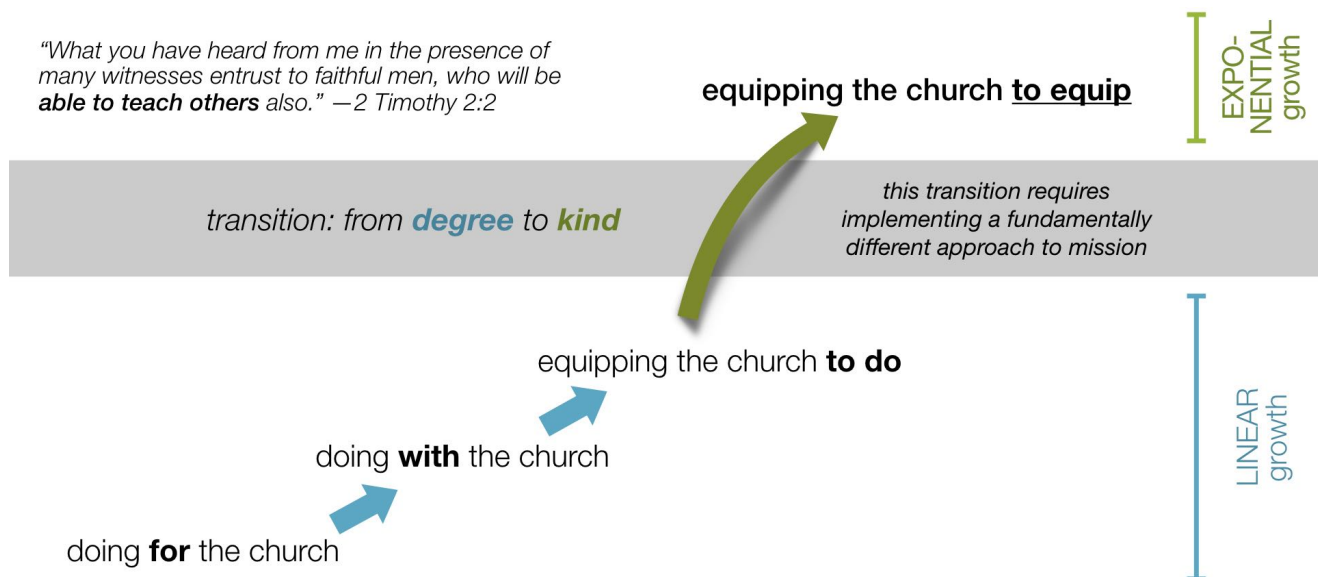 “What you have heard from me in the presence of
many witnesses entrust to faithful men, who will be
able to teach others also.” —2 Timothy 2:2
equipping the church to equip
EXPO-
NENTIAL
growth
transition: from degree to kind
this transition requires
implementing a fundamentally
different approach to mission
equipping the church to do
doing with the church
doing for the church
LINEAR
growth